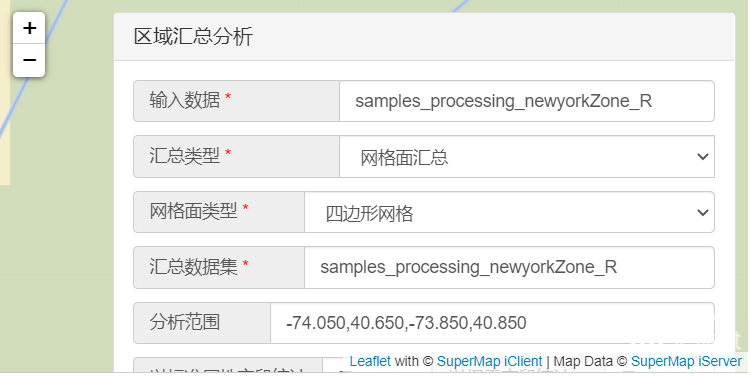 +
−
区域汇总分析
输入数据 * samples_processing_newyorkZone_R
汇总类型 * 网格面汇总
网格面类型 * 四边形网格
汇总数据集 * samples_processing_newyorkZone_R
分析范围 -74.050,40.650,-73.850,40.850
Leaflet with © SuperMap iClient | Map Data © SuperMap iServer